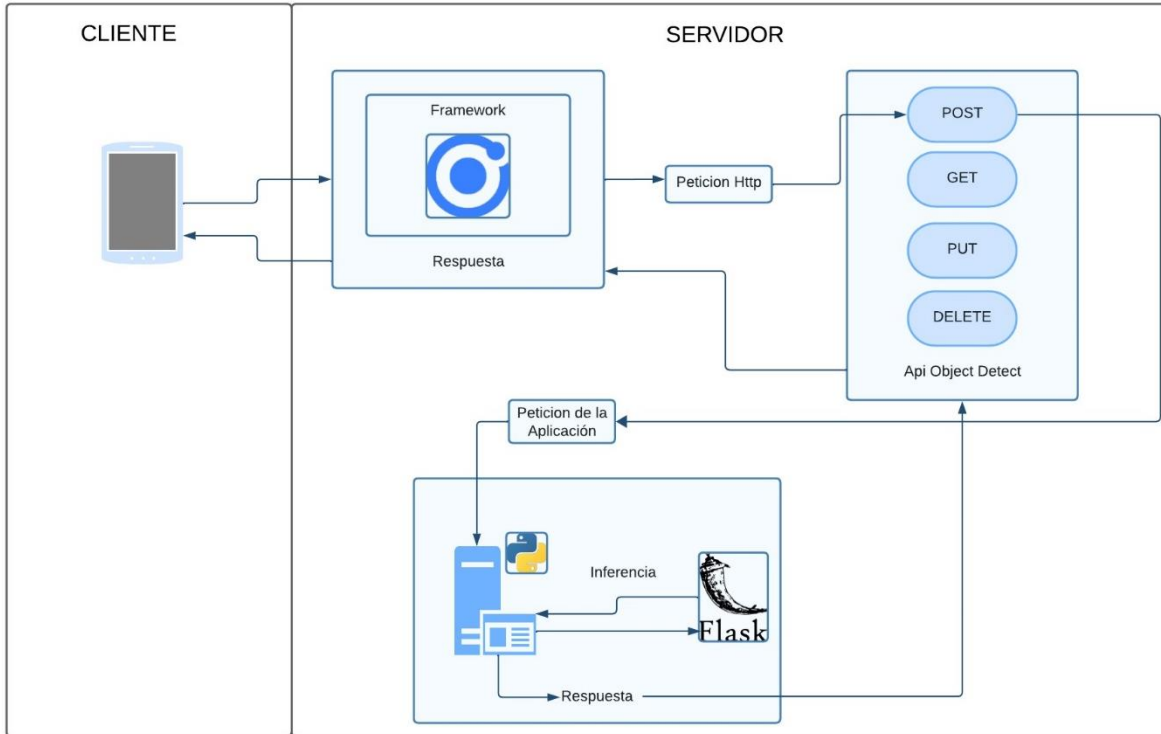 CLIENTE
SERVIDOR
Framework
Respuesta
Peticion Http
POST
GET
PUT
DELETE
Api Object Detect
Peticion de la
Aplicación
Inferencia
Flask
Respuesta